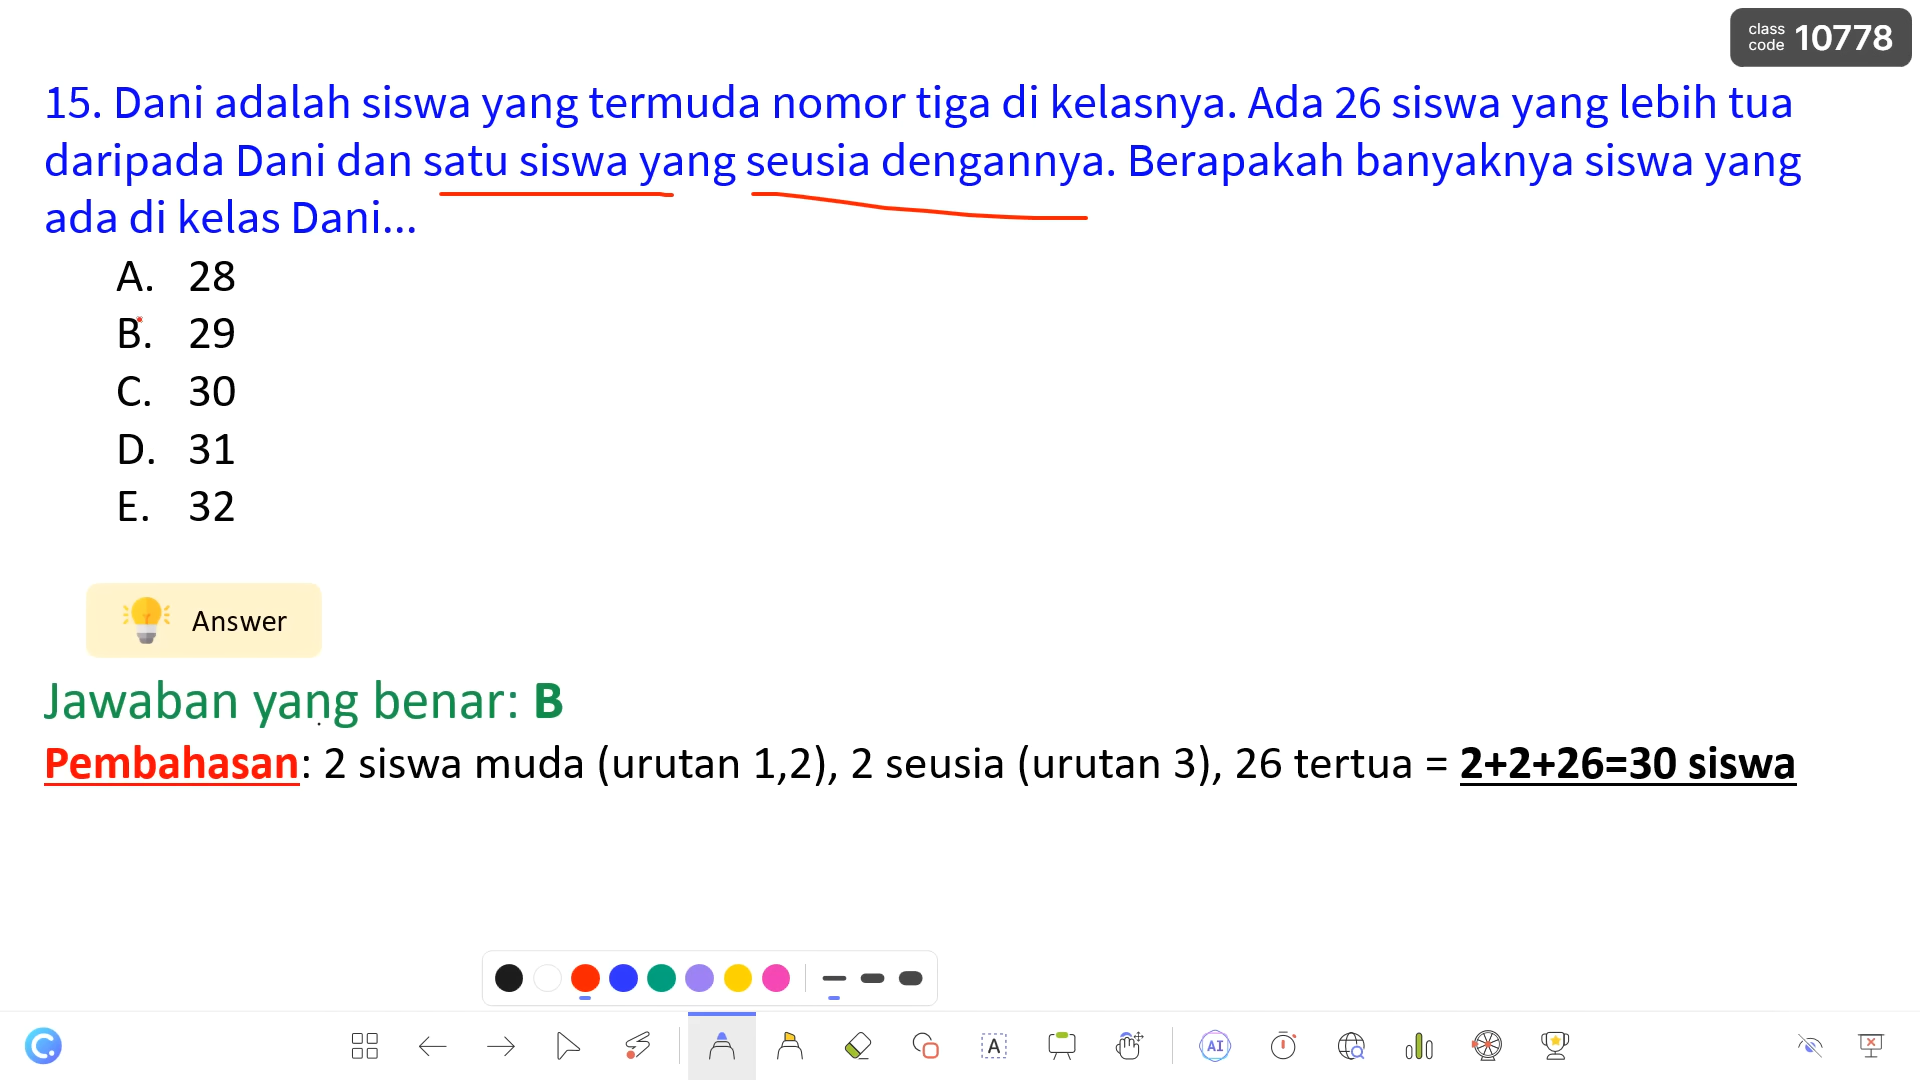 class
code 10778
15. Dani adalah siswa yang termuda nomor tiga di kelasnya. Ada 26 siswa yang lebih tua
daripada Dani dan satu siswa yang seusia dengannya. Berapakah banyaknya siswa yang
ada di kelas Dani...
A. 28
B. 29
C. 30
D. 31
E. 32
Answer
Jawaban yang benar: B
Pembahasan: 2 siswa muda (urutan 1,2), 2 seusia (urutan 3), 26 tertua = 2+2+26=30 siswa
A
AI